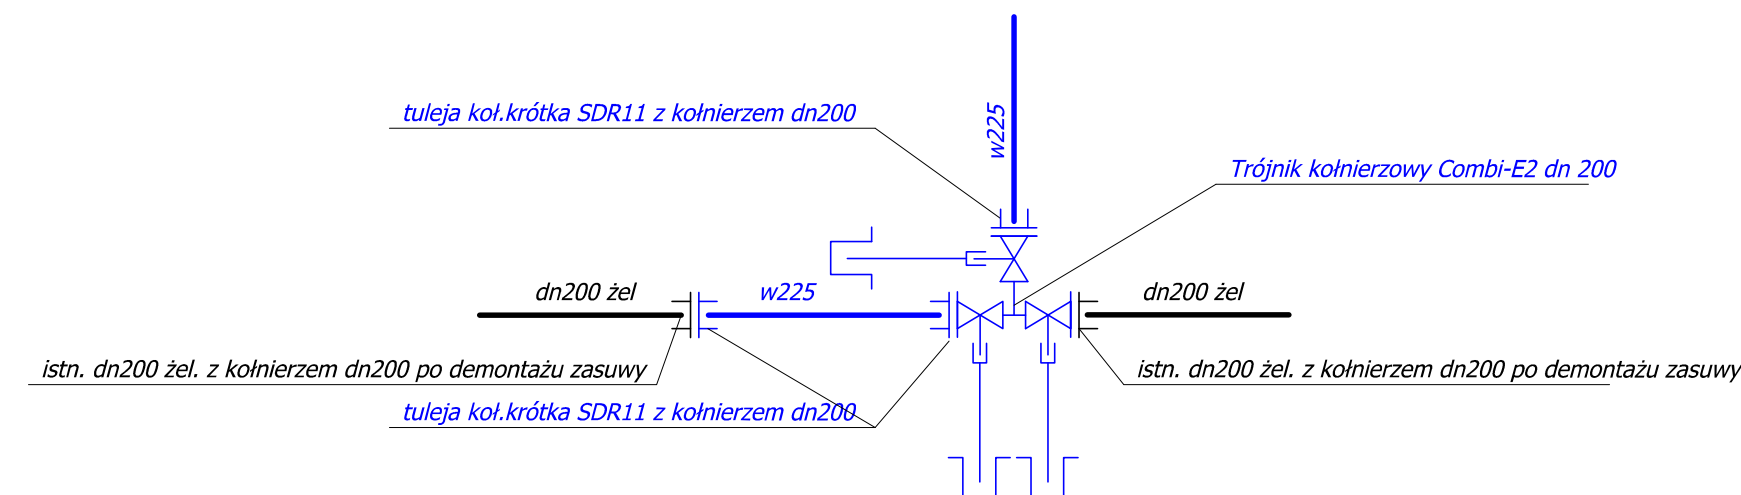 tuleja koł.krótka SDR11 z kołnierzem dn200
w225
Trójnik kołnierzowy Combi-E2 dn 200
dn200 żel
w225
dn200 żel
istn. dn200 żel. z kołnierzem dn200 po demontażu zasuwy
istn. dn200 żel. z kołnierzem dn200 po demontażu zasuwy
tuleja koł.krótka SDR11 z kołnierzem dn200